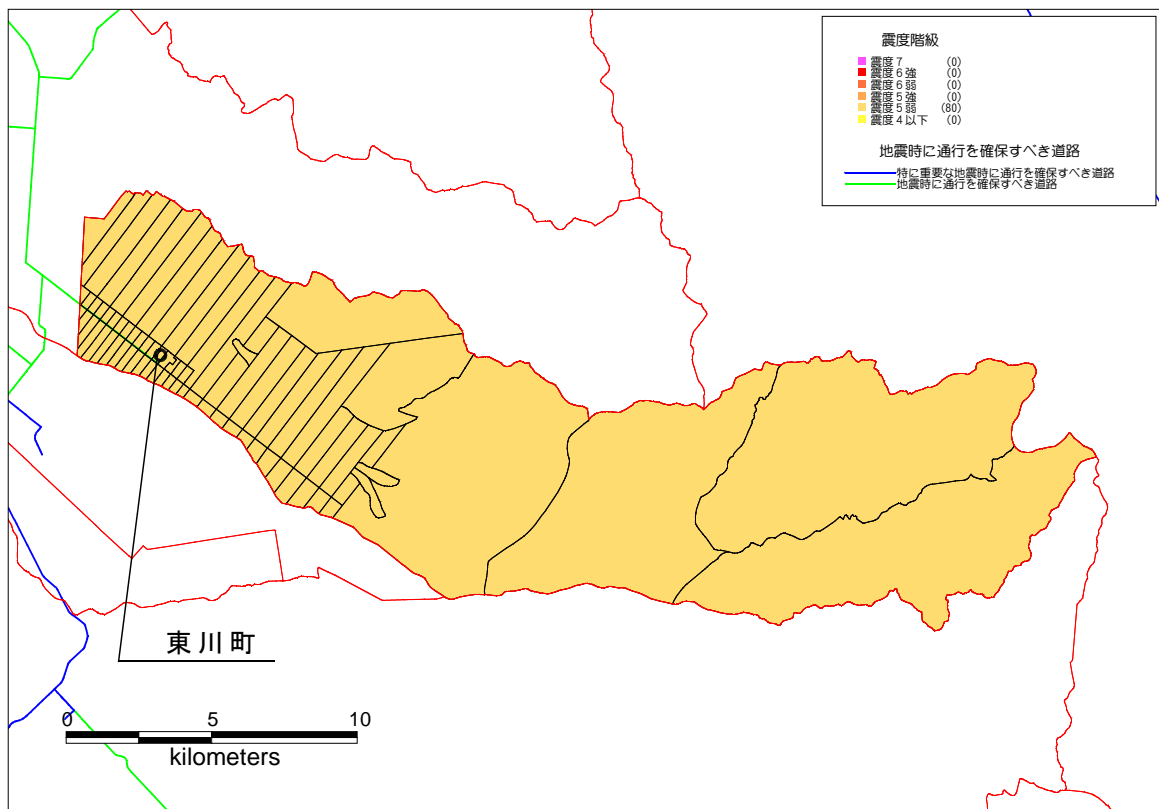 震度階級
震度７ (0)
震度６強 (0)
震度６弱 (0)
震度５強 (0)
震度５弱 (80)
震度４以下 (0)
地震時に通行を確保すべき道路
特に重要な地震時に通行を確保すべき道路
地震時に通行を確保すべき道路
東川町
0 5 10
kilometers